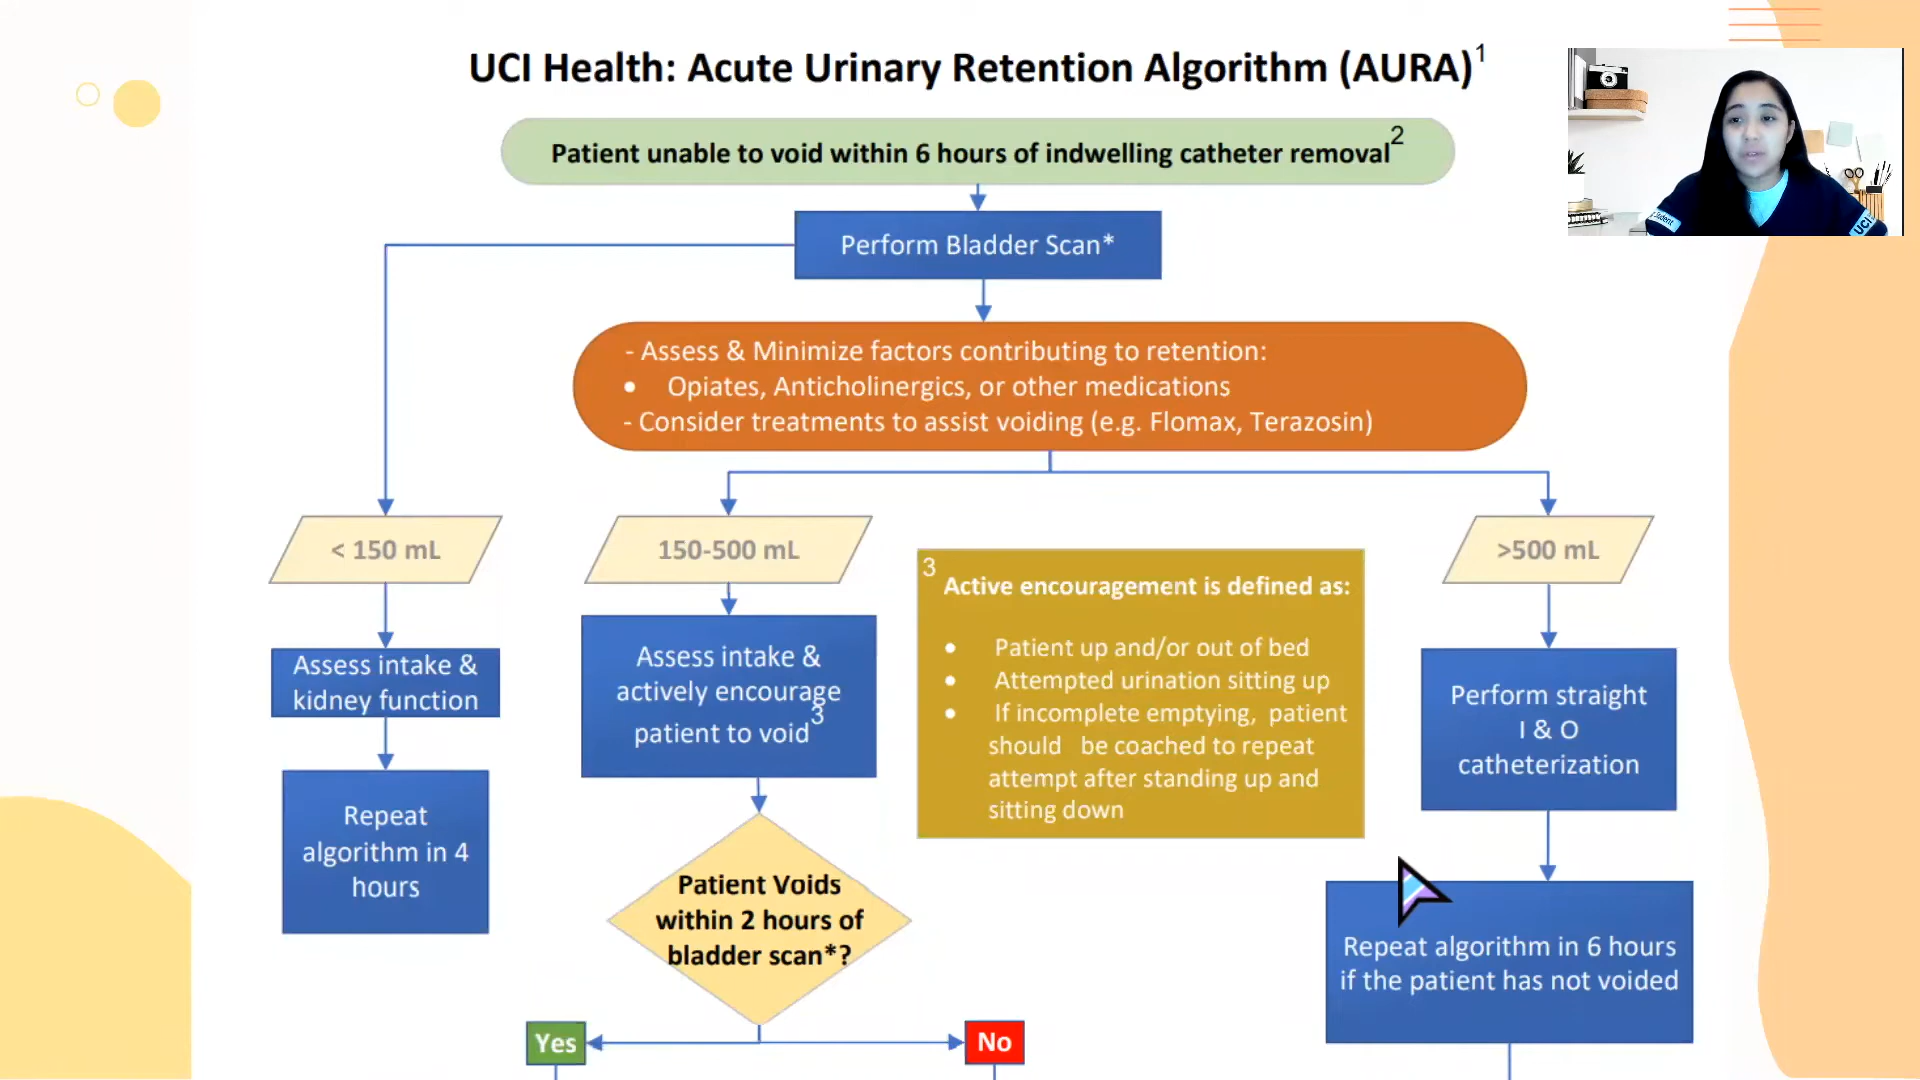 UCI Health: Acute Urinary Retention Algorithm (AURA)1
Patient unable to void within 6 hours of indwelling catheter removal2
Perform Bladder Scan*
- Assess & Minimize factors contributing to retention:
• Opiates, Anticholinergics, or other medications
- Consider treatments to assist voiding (e.g. Flomax, Terazosin)
< 150 mL
Assess intake &
kidney function
Repeat
algorithm in 4
hours
150-500 mL
Assess intake &
actively encourage
patient to void3
Patient Voids
within 2 hours of
bladder scan*?
Yes
No
3
Active encouragement is defined as:
• Patient up and/or out of bed
• Attempted urination sitting up
• If incomplete emptying, patient
should be coached to repeat
attempt after standing up and
sitting down
>500 mL
Perform straight
I & O
catheterization
Repeat algorithm in 6 hours
if the patient has not voided
Student
UCI